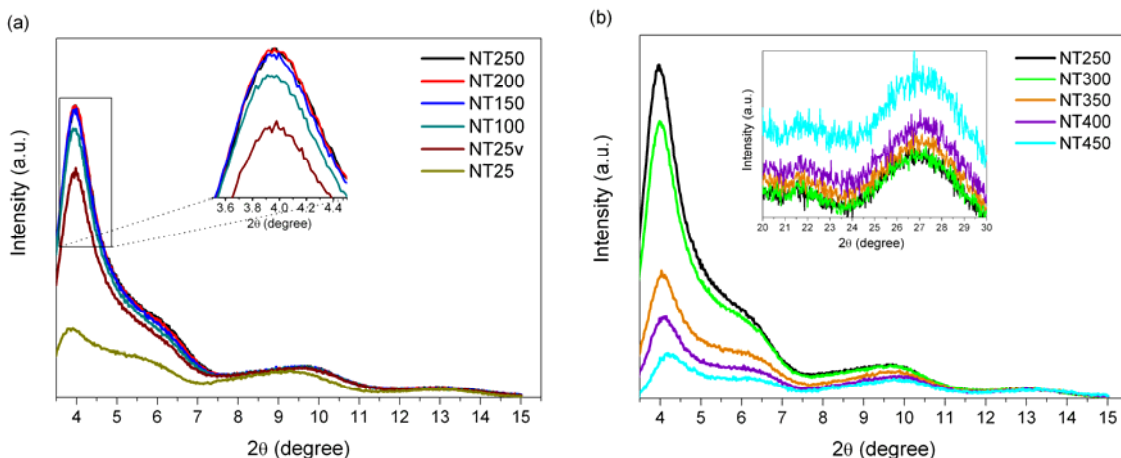 (a)
NT250
NT200
NT150
NT100
NT25v
NT25
Intensity (a.u.)
3.6 3.8 4.0 4.2 4.4
2θ (degree)
4 5 6 7 8 9 10 11 12 13 14 15
2θ (degree)
(b)
NT250
NT300
NT350
NT400
NT450
Intensity (a.u.)
Intensity (a.u.)
20 21 22 23 24 25 26 27 28 29 30
2θ (degree)
4 5 6 7 8 9 10 11 12 13 14 15
2θ (degree)